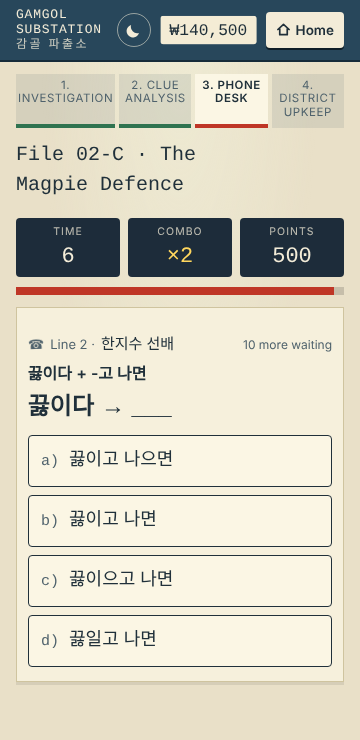 GAMGOL
SUBSTATION
감골 파출소
₩140,500
Home
1.
INVESTIGATION
2. CLUE
ANALYSIS
3. PHONE
DESK
4.
DISTRICT
UPKEEP
File 02-C · The
Magpie Defence
TIME
6
COMBO
×2
POINTS
500
☎ Line 2 · 한지수 선배
10 more waiting
끓이다 + -고 나면
끓이다 → ___
a) 끓이고 나으면
b) 끓이고 나면
c) 끓이으고 나면
d) 끓일고 나면